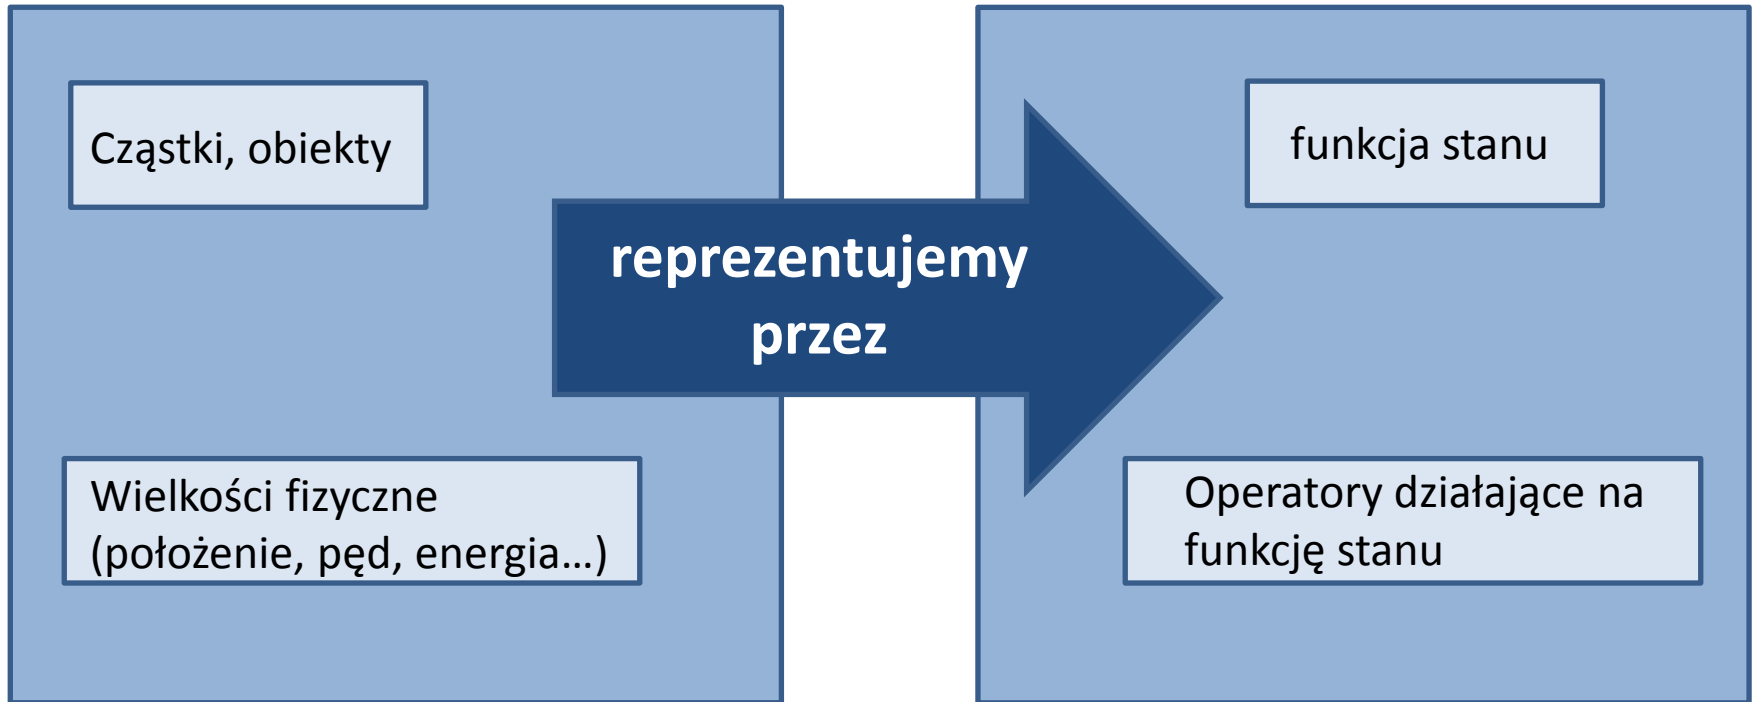 Cząstki, obiekty
funkcja stanu
reprezentujemy
przez
Wielkości fizyczne
(położenie, pęd, energia…)
Operatory działające na
funkcję stanu